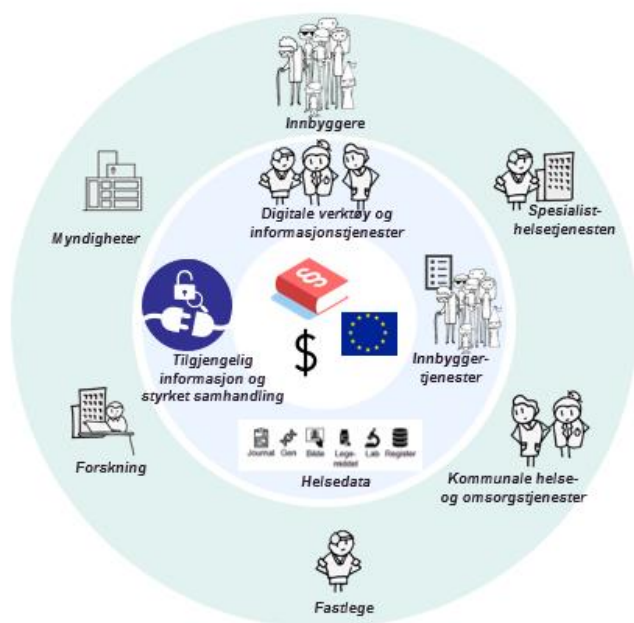 Innbyggere
Digitale verktøy og
informasjonstjenester
Myndigheter
Spesialist-
helsetjenesten
§
$
Tilgjengelig
informasjon og
styrket samhandling
Innbygger-
tjenester
Journal Gen Bilde Lege-
middel Lab Register
Helsedata
Forskning
Kommunale helse-
og omsorgstjenester
Fastlege